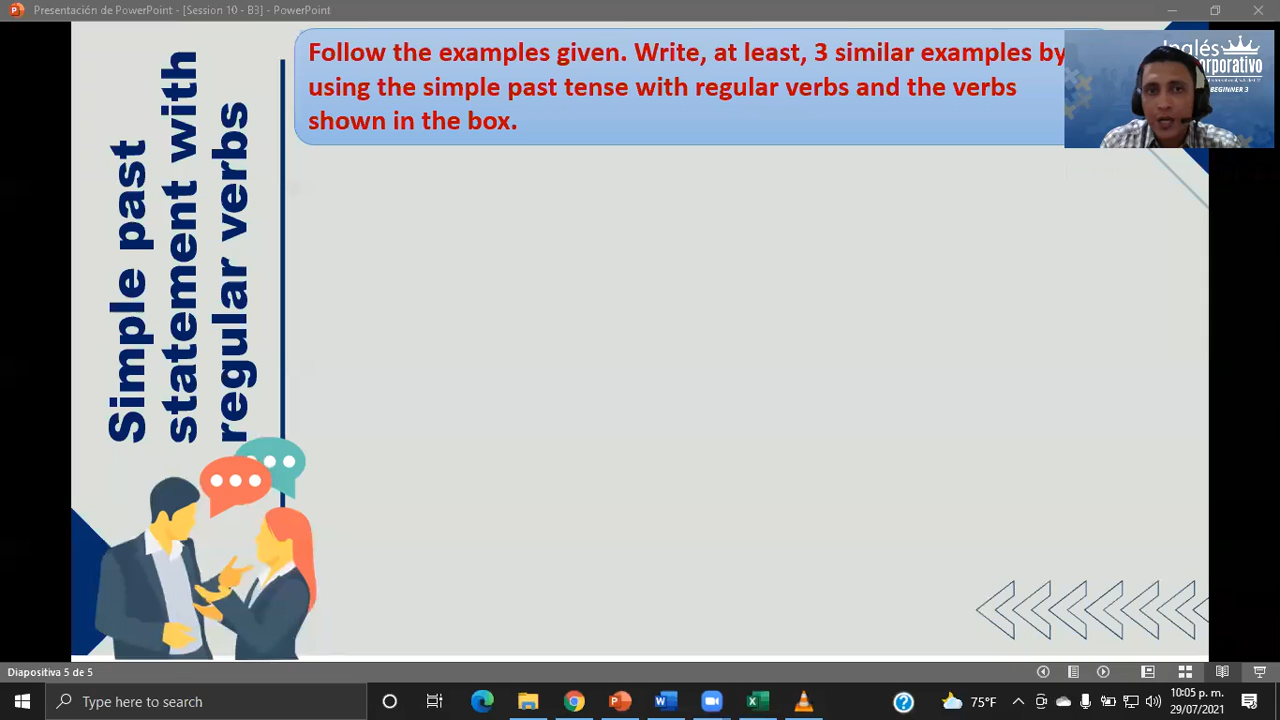 Presentación de PowerPoint - [Session 10 - B3] - PowerPoint
Simple past
statement with
regular verbs
Follow the examples given. Write, at least, 3 similar examples by
using the simple past tense with regular verbs and the verbs
shown in the box.
Inglés
BEGINNER 3
Diapositiva 5 de 5
Type here to search
75°F
10:05 p. m.
29/07/2021